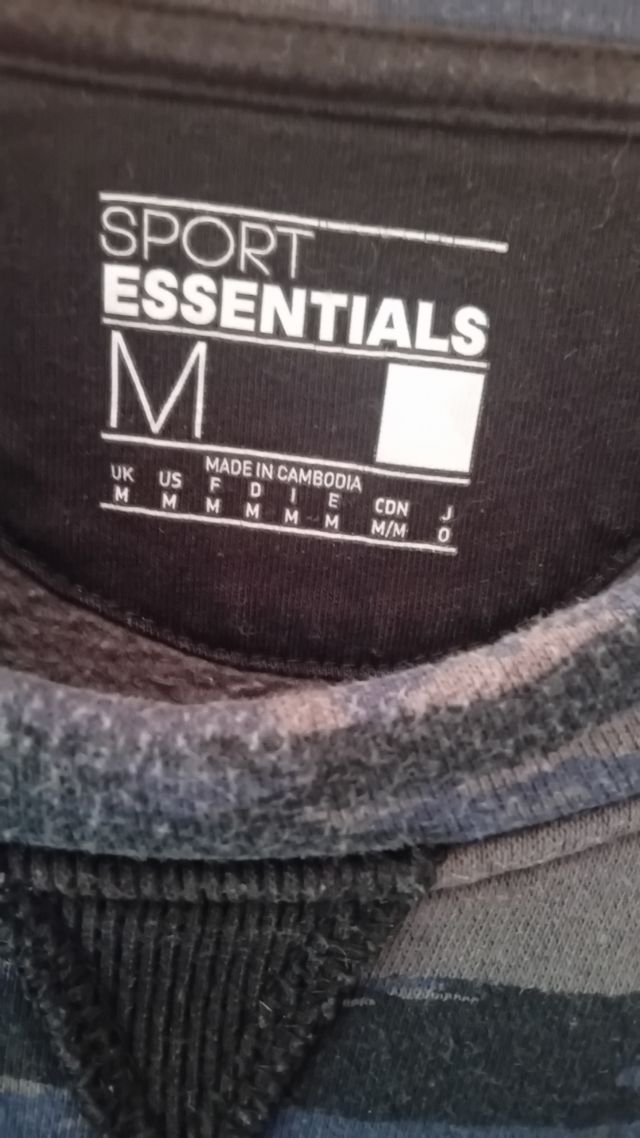 SPORT
ESSENTIALS
M
MADE IN CAMBODIA
UK US F D I E CDN J
M M M M M M M/M O